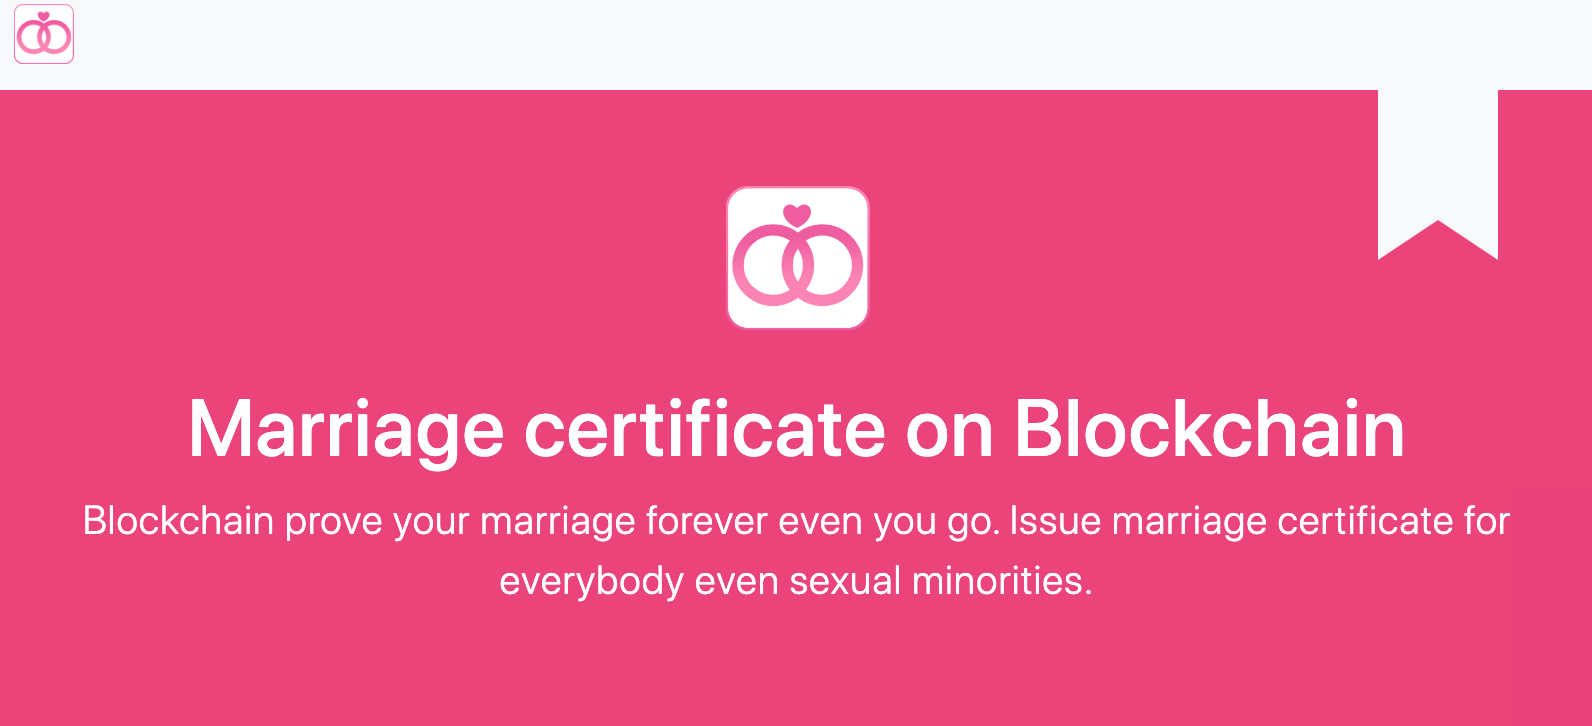 Marriage certificate on Blockchain
Blockchain prove your marriage forever even you go. Issue marriage certificate for
everybody even sexual minorities.